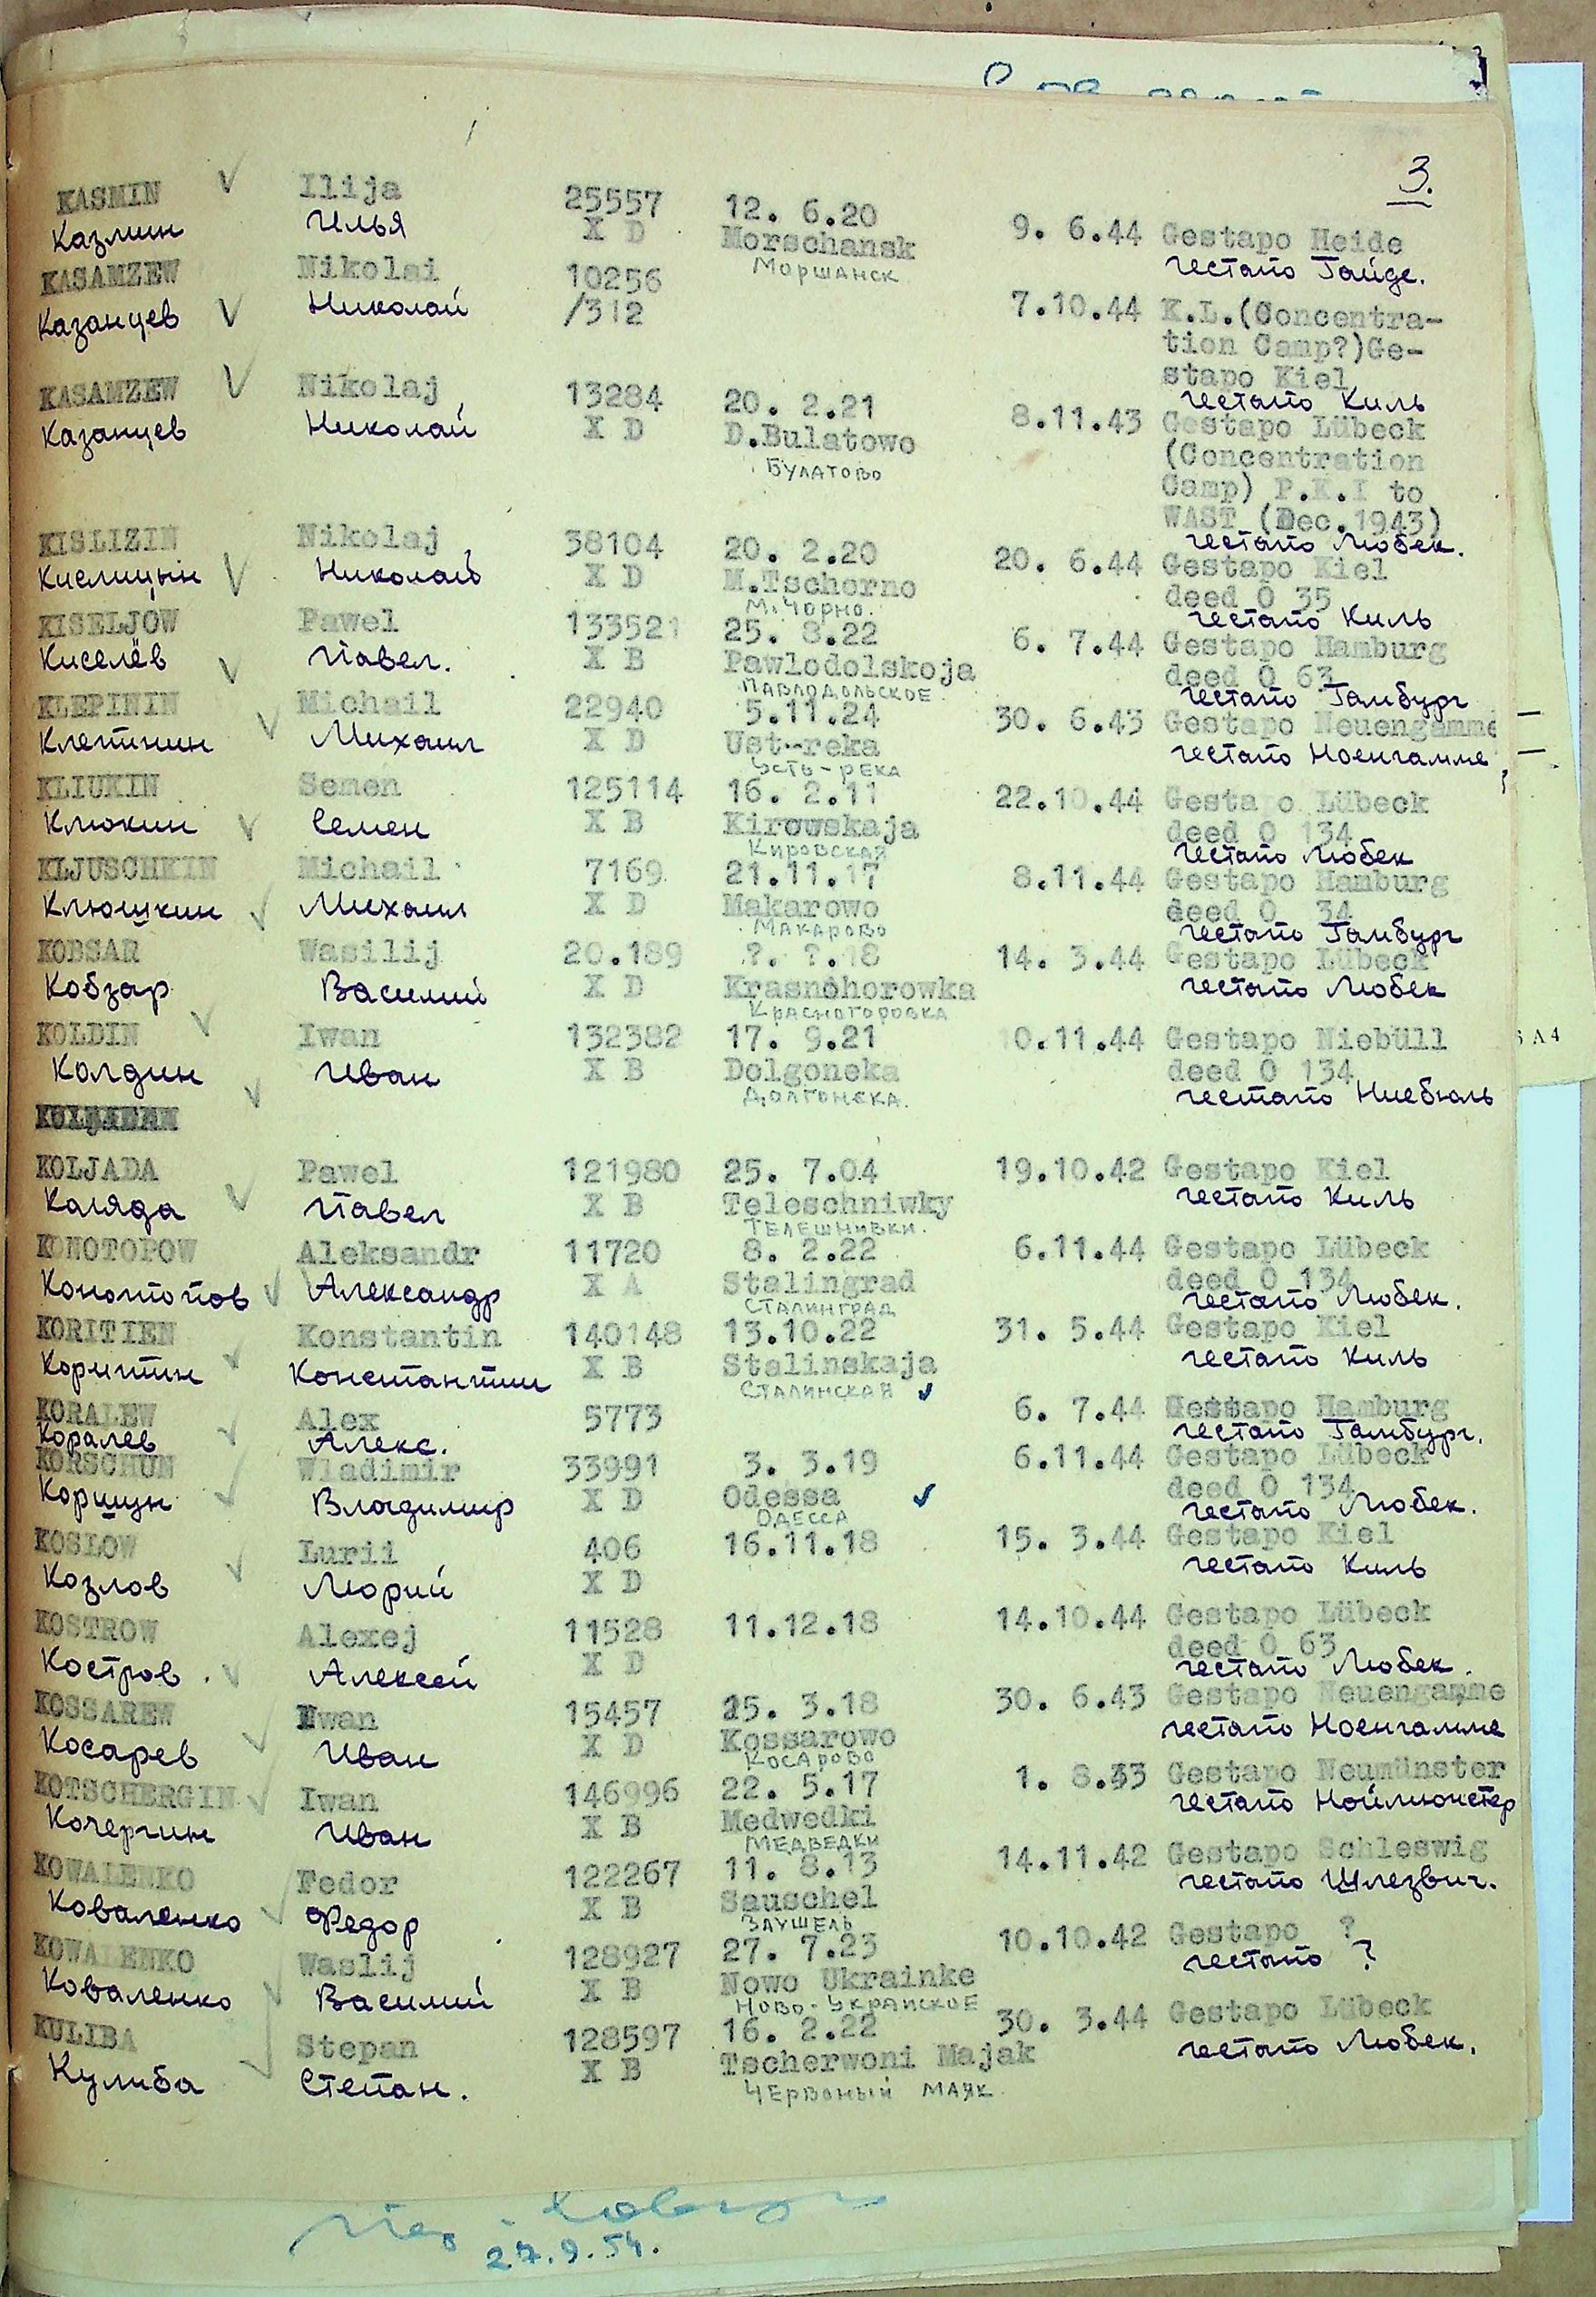 3.
KASMIN Ilija 25557 12. 6.20 9. 6.44 Gestapo Heide
Казмин Илья X D Morschansk гестапо Гайде.
Моршанск
KASAMZEW Nikolai 10256 7.10.44 K.L.(Concentra-
Казанцев Николай /312 tion Camp?)Ge-
stapo Kiel
гестапо Киль
KASAMZEW Nikolaj 13284 20. 2.21 8.11.43 Gestapo Lübeck
Казанцев Николай X D D.Bulatowo (Concentration
Булатово Camp) P.K.I to
WAST (Dec.1943)
гестапо Любек.
KISLIZIN Nikolaj 38104 20. 2.20 20. 6.44 Gestapo Kiel
Кислицын Николай X D M.Tschorno deed O 35
М.Чорно. гестапо Киль
KISELJOW Pawel 133521 25. 8.22 6. 7.44 Gestapo Hamburg
Киселёв Павел. X B Pawlodolskoja deed O 63
Павлодольское гестапо Гамбург
KLEPININ Michail 22940 5.11.24 30. 6.43 Gestapo Neuengamme
Клепинин Михаил X D Ust-reka гестапо Ноенгамме
Усть-река
KLIUKIN Semen 125114 16. 2.11 22.10.44 Gestapo Lübeck
Клюкин Семен X B Kirowskaja deed O 134
Кировская гестапо Любек
KLJUSCHKIN Michail 7169 21.11.17 8.11.44 Gestapo Hamburg
Клюшкин Михаил X D Makarowo deed O 34
Макарово гестапо Гамбург
KOBSAR Wasilij 20.189 ?. ?.18 14. 3.44 Gestapo Lübeck
Кобзар Василий X D Krasnohorowka гестапо Любек
Красногоровка
KOLDIN Iwan 132382 17. 9.21 0.11.44 Gestapo Niebüll
Колдин Иван X B Dolgoneka deed O 134
Долгонека. гестапо Ниебюль
KOLJADA Pawel 121980 25. 7.04 19.10.42 Gestapo Kiel
Каляда Павел X B Teleschniwky гестапо Киль
Телешнивки.
KONOTOPOW Aleksandr 11720 8. 2.22 6.11.44 Gestapo Lübeck
Конотопов Александр X A Stalingrad deed O 134
Сталинград гестапо Любек.
KORITIEN Konstantin 140148 13.10.22 31. 5.44 Gestapo Kiel
Коритин Константин X B Stalinskaja гестапо Киль
Сталинская
KORALEW Alex 5773 6. 7.44 Gestapo Hamburg
Коралев Алекс. гестапо Гамбург.
KORSCHUN Wladimir 33991 3. 3.19 6.11.44 Gestapo Lübeck
Коршун Владимир X D Odessa deed O 134
Одесса гестапо Любек.
KOSLOW Lurii 406 16.11.18 15. 3.44 Gestapo Kiel
Козлов Люрий X D гестапо Киль
KOSTROW Alexej 11528 11.12.18 14.10.44 Gestapo Lübeck
Костров Алексей X D deed O 63
гестапо Любек.
KOSSAREW Iwan 15457 25. 3.18 30. 6.43 Gestapo Neuengamme
Косарев Иван X D Kossarowo гестапо Ноенгамме
Косарово
KOTSCHERGIN Iwan 146996 22. 5.17 1. 8.33 Gestapo Neumünster
Кочергин Иван X B Medwedki гестапо Ноймюнстер
Медведки
KOWALENKO Fedor 122267 11. 8.13 14.11.42 Gestapo Schleswig
Коваленко Федор X B Sauschel гестапо Шлезвиг.
Заушель
KOWALENKO Waslij 128927 27. 7.23 10.10.42 Gestapo ?
Коваленко Василий X B Nowo Ukrainke гестапо ?
Ново-Украиское
KULIBA Stepan 128597 16. 2.22 30. 3.44 Gestapo Lübeck
Кулиба Степан. X B Tscherwoni Majak гестапо Любек.
Червоный маяк
27.9.54.